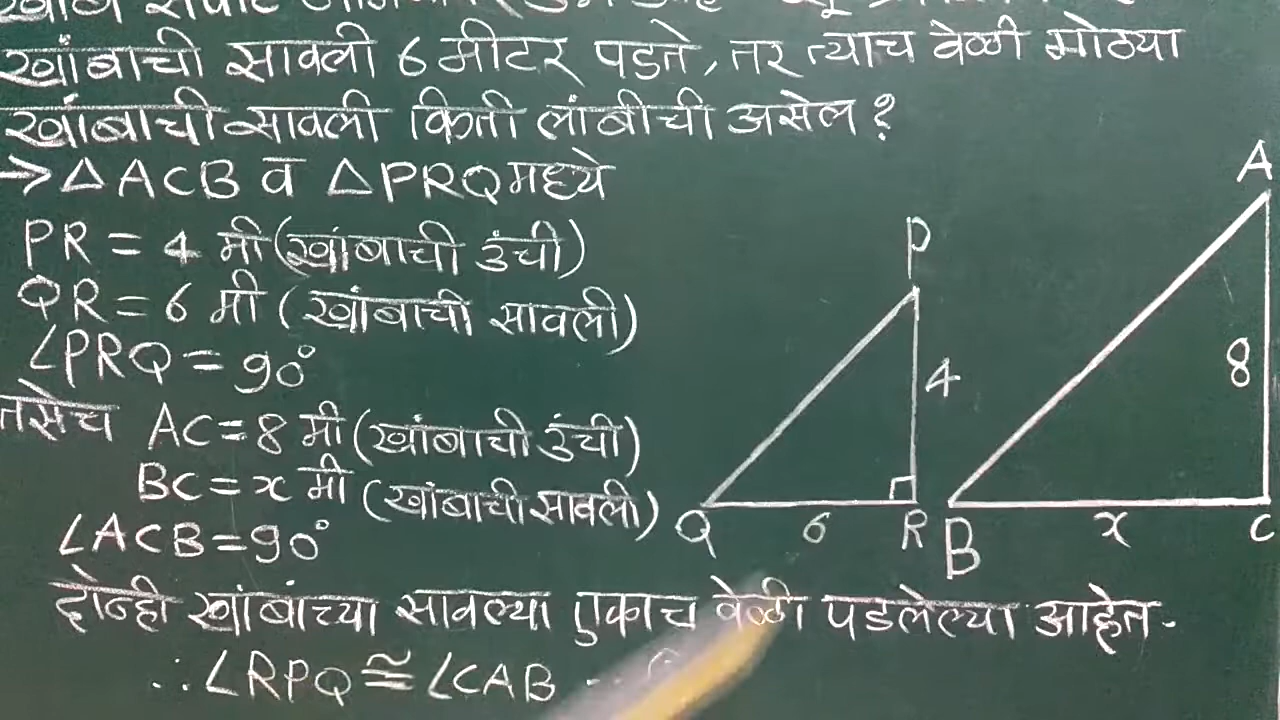 खांबाची सावली 6 मीटर पडते, तर त्याच वेळी मोठ्या
खांबाची सावली किती लांबीची असेल ?
→ △ACB व △PRQ मध्ये
PR = 4 मी (खांबाची उंची)
QR = 6 मी ( खांबाची सावली)
∠PRQ = 90°
तसेच AC = 8 मी (खांबाची उंची)
BC = x मी (खांबाची सावली)
∠ACB = 90°
दोन्ही खांबांच्या सावल्या एकाच वेळी पडलेल्या आहेत.
∴ ∠RPQ ≅ ∠CAB ..
P
4
Q
6
R
A
8
B
x
C